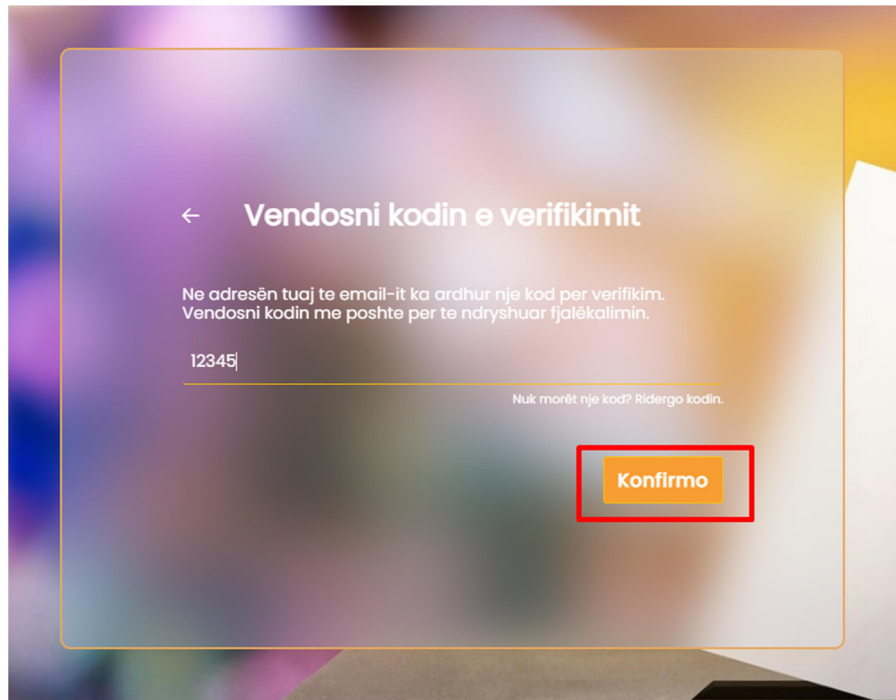 Vendosni kodin e verifikimit
Ne adresën tuaj te email-it ka ardhur nje kod per verifikim.
Vendosni kodin me poshte per te ndryshuar fjalëkalimin.
12345
Nuk morët nje kod? Ridergo kodin.
Konfirmo